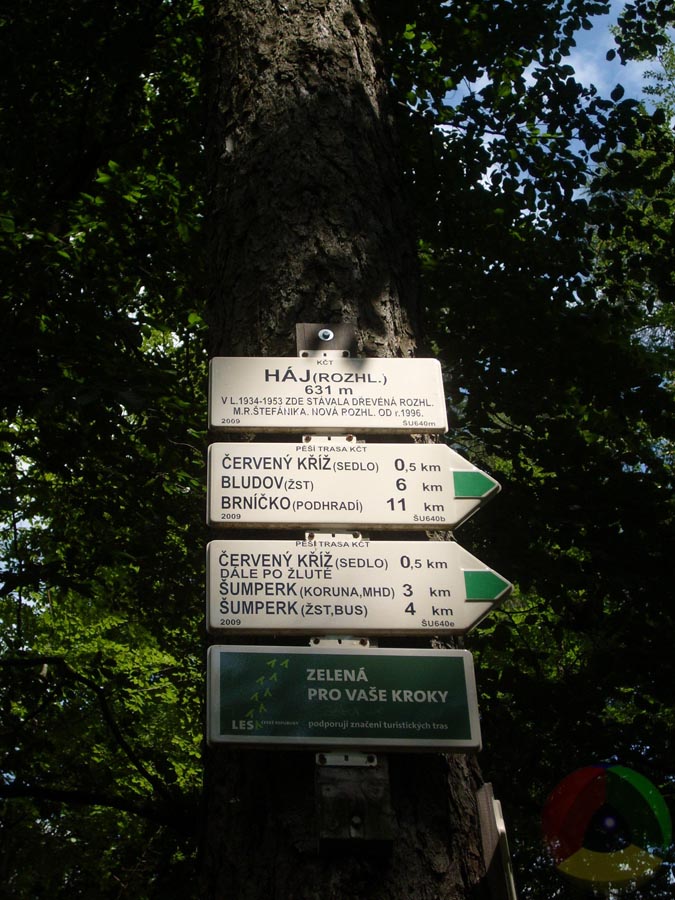 KČT
HÁJ(ROZHL.)
631 m
V L.1934-1953 ZDE STÁVALA DŘEVĚNÁ ROZHL.
M.R.ŠTEFÁNIKA. NOVÁ ROZHL. OD r.1996.
2009 ŠU640m
PĚŠÍ TRASA KČT
ČERVENÝ KŘÍŽ(SEDLO) 0,5 km
BLUDOV(ŽST) 6 km
BRNÍČKO(PODHRADÍ) 11 km
2009 ŠU640b
PĚŠÍ TRASA KČT
ČERVENÝ KŘÍŽ(SEDLO) 0,5 km
DÁLE PO ŽLUTÉ
ŠUMPERK(KORUNA,MHD) 3 km
ŠUMPERK(ŽST,BUS) 4 km
2009 ŠU640e
ZELENÁ
PRO VAŠE KROKY
LESY ČESKÉ REPUBLIKY podporují značení turistických tras